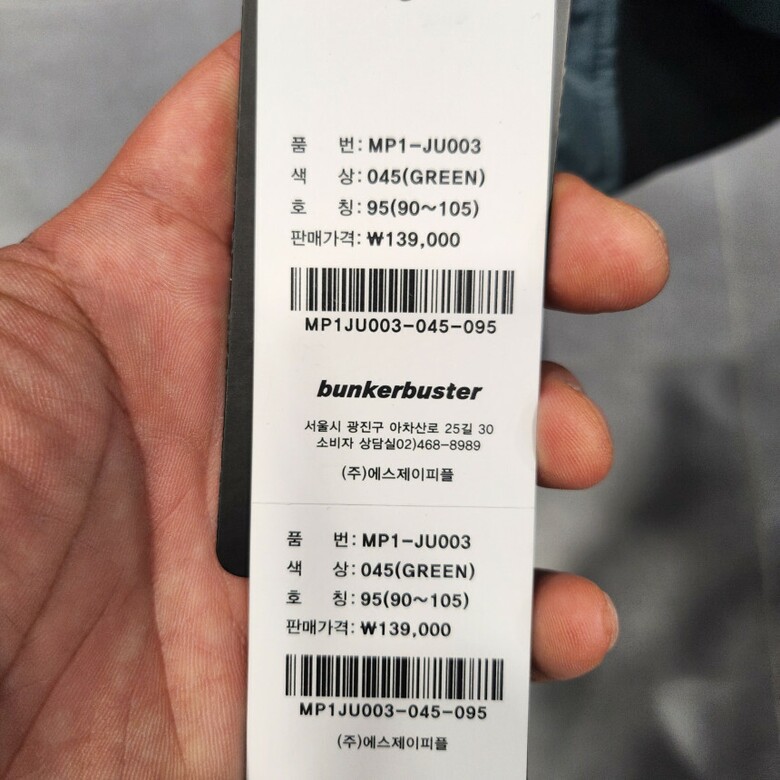 품 번: MP1-JU003
색 상: 045(GREEN)
호 칭: 95(90~105)
판매가격: ₩139,000
MP1JU003-045-095
bunkerbuster
서울시 광진구 아차산로 25길 30
소비자 상담실02)468-8989
(주)에스제이피플
품 번: MP1-JU003
색 상: 045(GREEN)
호 칭: 95(90~105)
판매가격: ₩139,000
MP1JU003-045-095
(주)에스제이피플